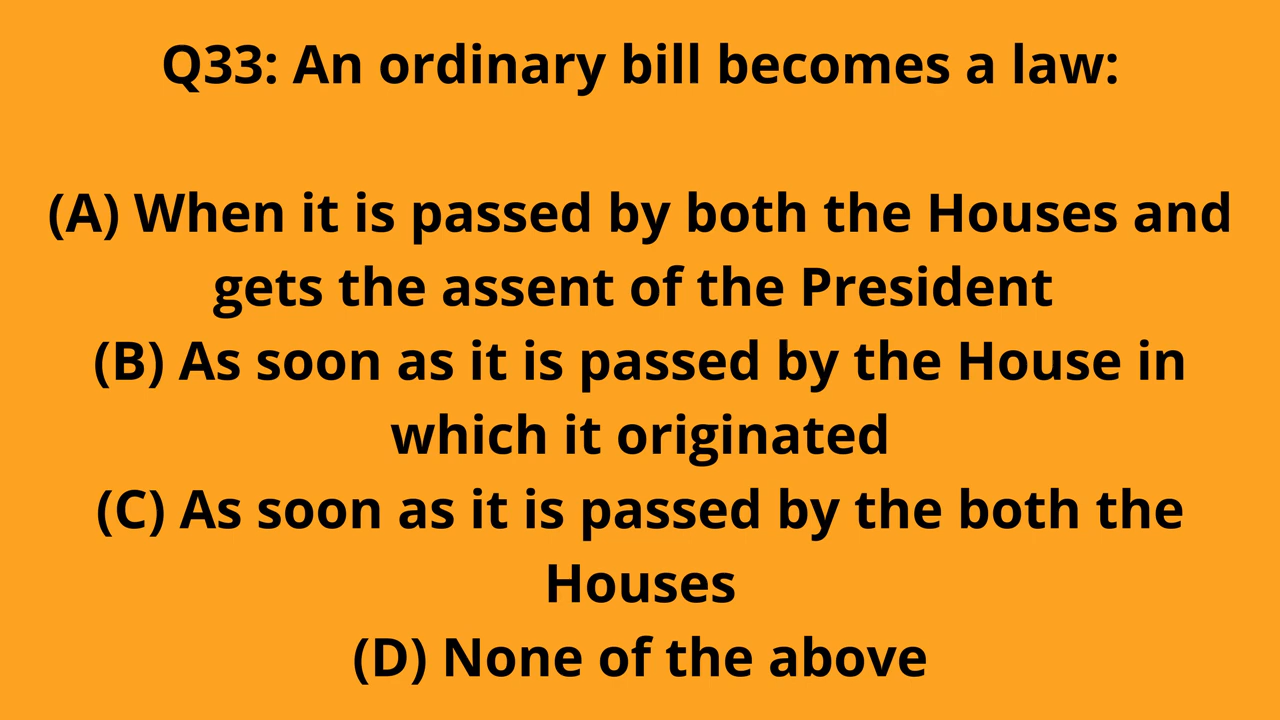 Q33: An ordinary bill becomes a law:
(A) When it is passed by both the Houses and
gets the assent of the President
(B) As soon as it is passed by the House in
which it originated
(C) As soon as it is passed by the both the
Houses
(D) None of the above